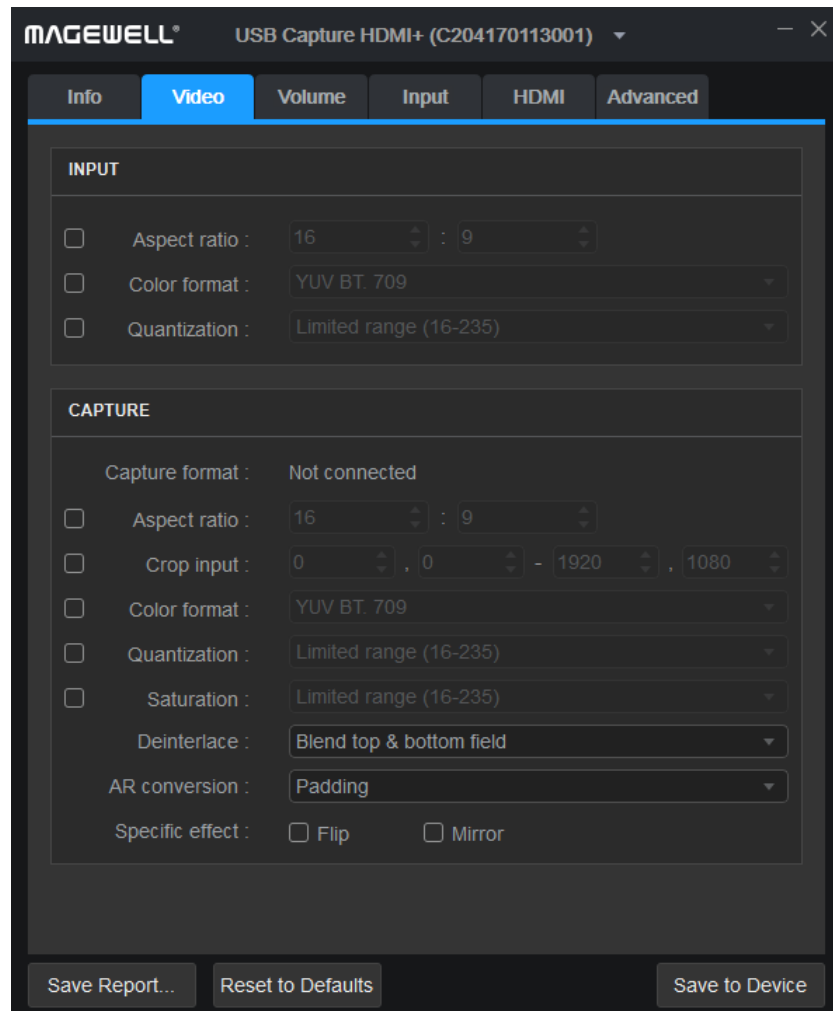 MAGEWELL® USB Capture HDMI+ (C204170113001)
Info Video Volume Input HDMI Advanced
INPUT
Aspect ratio : 16 : 9
Color format : YUV BT. 709
Quantization : Limited range (16-235)
CAPTURE
Capture format : Not connected
Aspect ratio : 16 : 9
Crop input : 0 , 0 - 1920 , 1080
Color format : YUV BT. 709
Quantization : Limited range (16-235)
Saturation : Limited range (16-235)
Deinterlace : Blend top & bottom field
AR conversion : Padding
Specific effect : Flip Mirror
Save Report... Reset to Defaults Save to Device